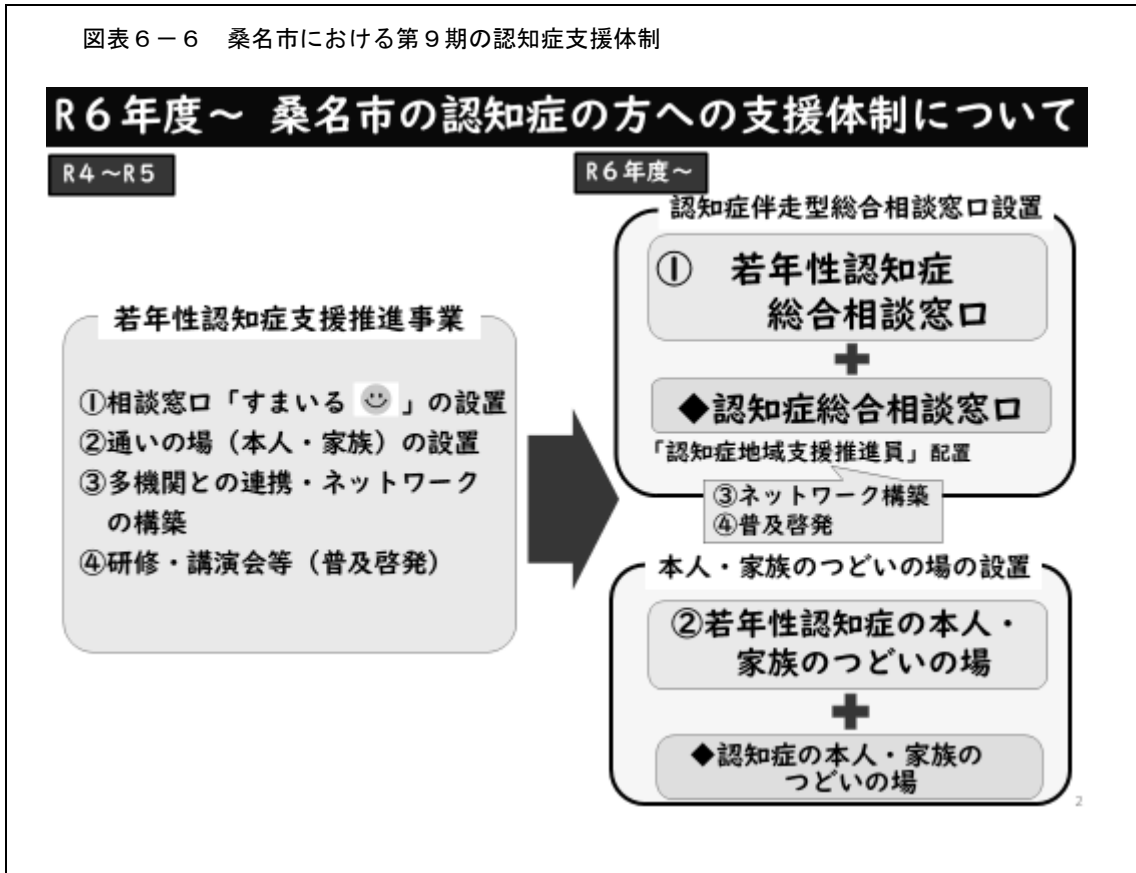 図表６－６　桑名市における第９期の認知症支援体制
R６年度～ 桑名市の認知症の方への支援体制について
R４～R５
若年性認知症支援推進事業
①相談窓口「すまいる 」の設置
②通いの場（本人・家族）の設置
③多機関との連携・ネットワーク
の構築
④研修・講演会等（普及啓発）
R６年度～
認知症伴走型総合相談窓口設置
① 若年性認知症
総合相談窓口
◆認知症総合相談窓口
「認知症地域支援推進員」配置
③ネットワーク構築
④普及啓発
本人・家族のつどいの場の設置
②若年性認知症の本人・
家族のつどいの場
◆認知症の本人・家族の
つどいの場
2